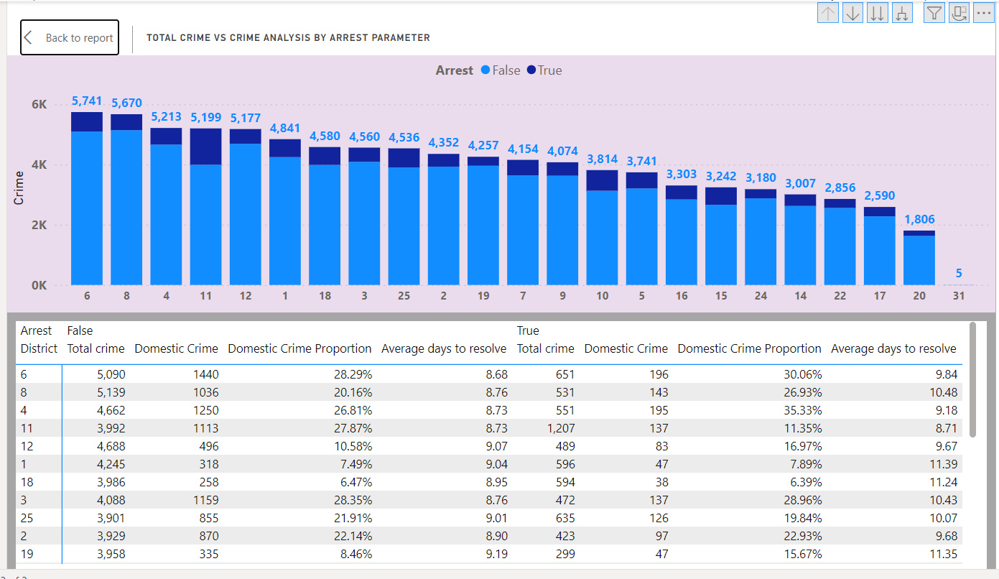 Back to report
TOTAL CRIME VS CRIME ANALYSIS BY ARREST PARAMETER
Arrest False True
6K
4K
2K
0K
Crime
5,741 5,670 5,213 5,199 5,177 4,841 4,580 4,560 4,536 4,352 4,257 4,154 4,074 3,814 3,741 3,303 3,242 3,180 3,007 2,856 2,590 1,806 5
6 8 4 11 12 1 18 3 25 2 19 7 9 10 5 16 15 24 14 22 17 20 31
Arrest False True
District Total crime Domestic Crime Domestic Crime Proportion Average days to resolve Total crime Domestic Crime Domestic Crime Proportion Average days to resolve
6 5,090 1440 28.29% 8.68 651 196 30.06% 9.84
8 5,139 1036 20.16% 8.76 531 143 26.93% 10.48
4 4,662 1250 26.81% 8.73 551 195 35.33% 9.18
11 3,992 1113 27.87% 8.73 1,207 137 11.35% 8.71
12 4,688 496 10.58% 9.07 489 83 16.97% 9.67
1 4,245 318 7.49% 9.04 596 47 7.89% 11.39
18 3,986 258 6.47% 8.95 594 38 6.39% 11.24
3 4,088 1159 28.35% 8.76 472 137 28.96% 10.43
25 3,901 855 21.91% 9.01 635 126 19.84% 10.07
2 3,929 870 22.14% 8.90 423 97 22.93% 9.68
19 3,958 335 8.46% 9.19 299 47 15.67% 11.35